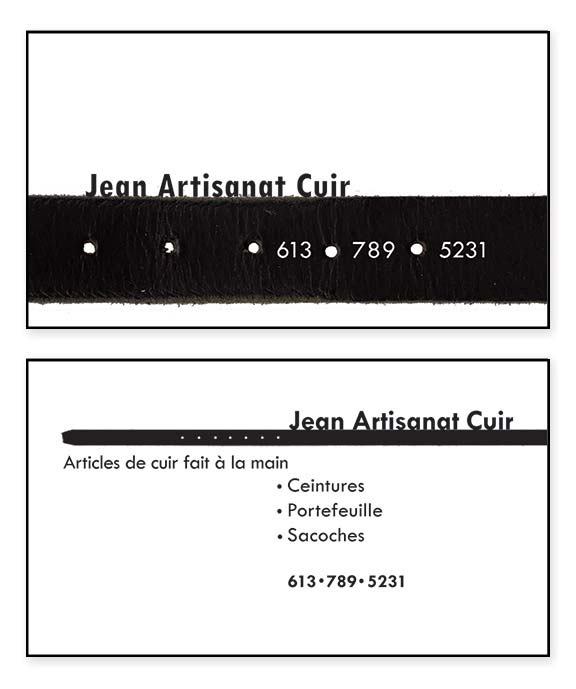 Jean Artisanat Cuir
613 • 789 • 5231
Jean Artisanat Cuir
Articles de cuir fait à la main
• Ceintures
• Portefeuille
• Sacoches
613•789•5231